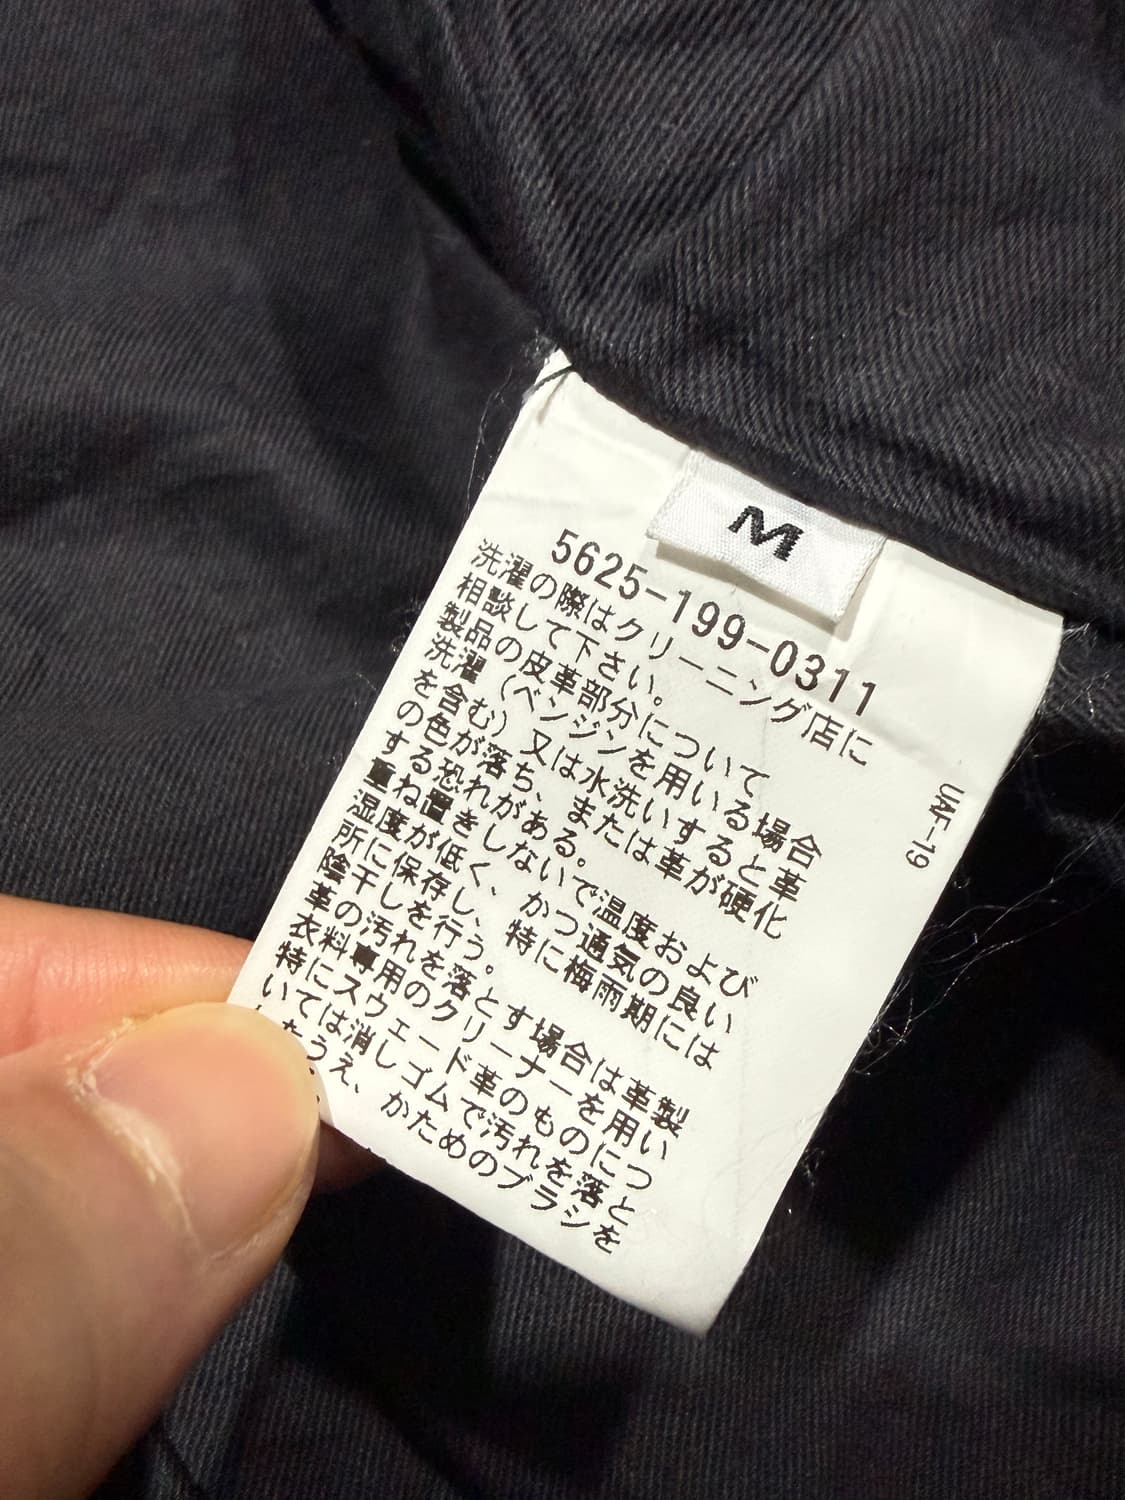 M
5625-199-0311
洗濯の際はクリーニング店に
相談して下さい。
製品の皮革部分について
洗濯（ベンジンを用いる場合
を含む）又は水洗いすると革
の色が落ち、または革が硬化
する恐れがある。
重ね置きしないで温度および
湿度が低く、かつ通気の良い
所に保存し、特に梅雨期には
陰干しを行う。
革の汚れを落とす場合は革製
衣料専用のクリーナーを用い
特にスウェード革のものにつ
いては消しゴムで汚れを落と
したうえ、かためのブラシを
UAF-19